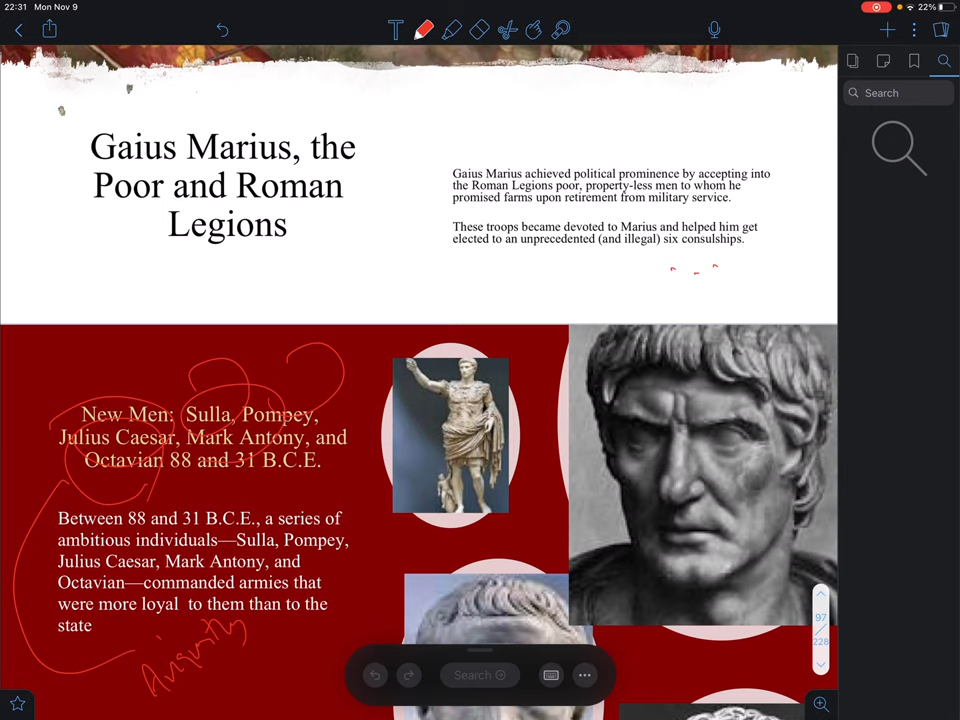 22:31 Mon Nov 9
22%
T
Search
Gaius Marius, the
Poor and Roman
Legions
Gaius Marius achieved political prominence by accepting into
the Roman Legions poor, property-less men to whom he
promised farms upon retirement from military service.
These troops became devoted to Marius and helped him get
elected to an unprecedented (and illegal) six consulships.
New Men: Sulla, Pompey,
Julius Caesar, Mark Antony, and
Octavian 88 and 31 B.C.E.
Between 88 and 31 B.C.E., a series of
ambitious individuals—Sulla, Pompey,
Julius Caesar, Mark Antony, and
Octavian—commanded armies that
were more loyal to them than to the
state
97
228
Search